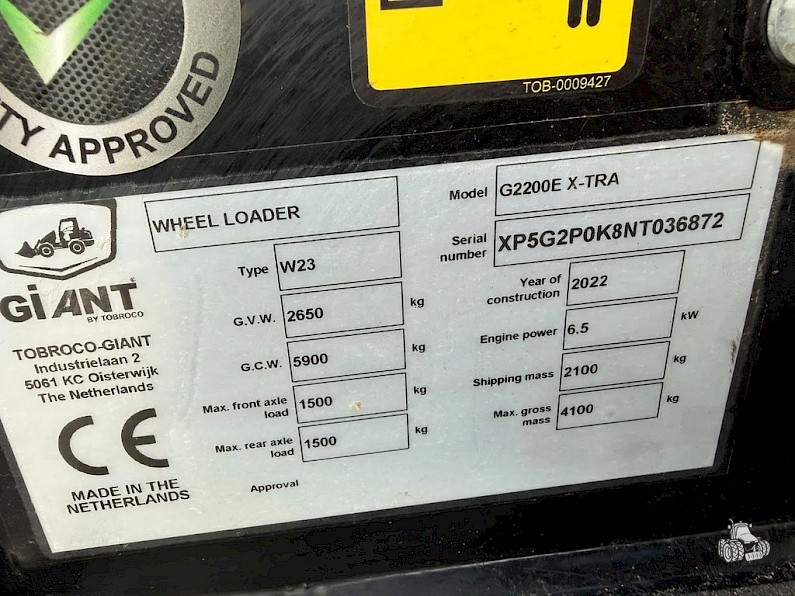 TY APPROVED
TOB-0009427
GiANT
BY TOBROCO
TOBROCO-GIANT
Industrielaan 2
5061 KC Oisterwijk
The Netherlands
CE
MADE IN THE
NETHERLANDS
WHEEL LOADER
Type W23
G.V.W. 2650 kg
G.C.W. 5900 kg
Max. front axle
load 1500 kg
Max. rear axle
load 1500 kg
Approval
Model G2200E X-TRA
Serial
number XP5G2P0K8NT036872
Year of
construction 2022
Engine power 6.5 kW
Shipping mass 2100 kg
Max. gross
mass 4100 kg